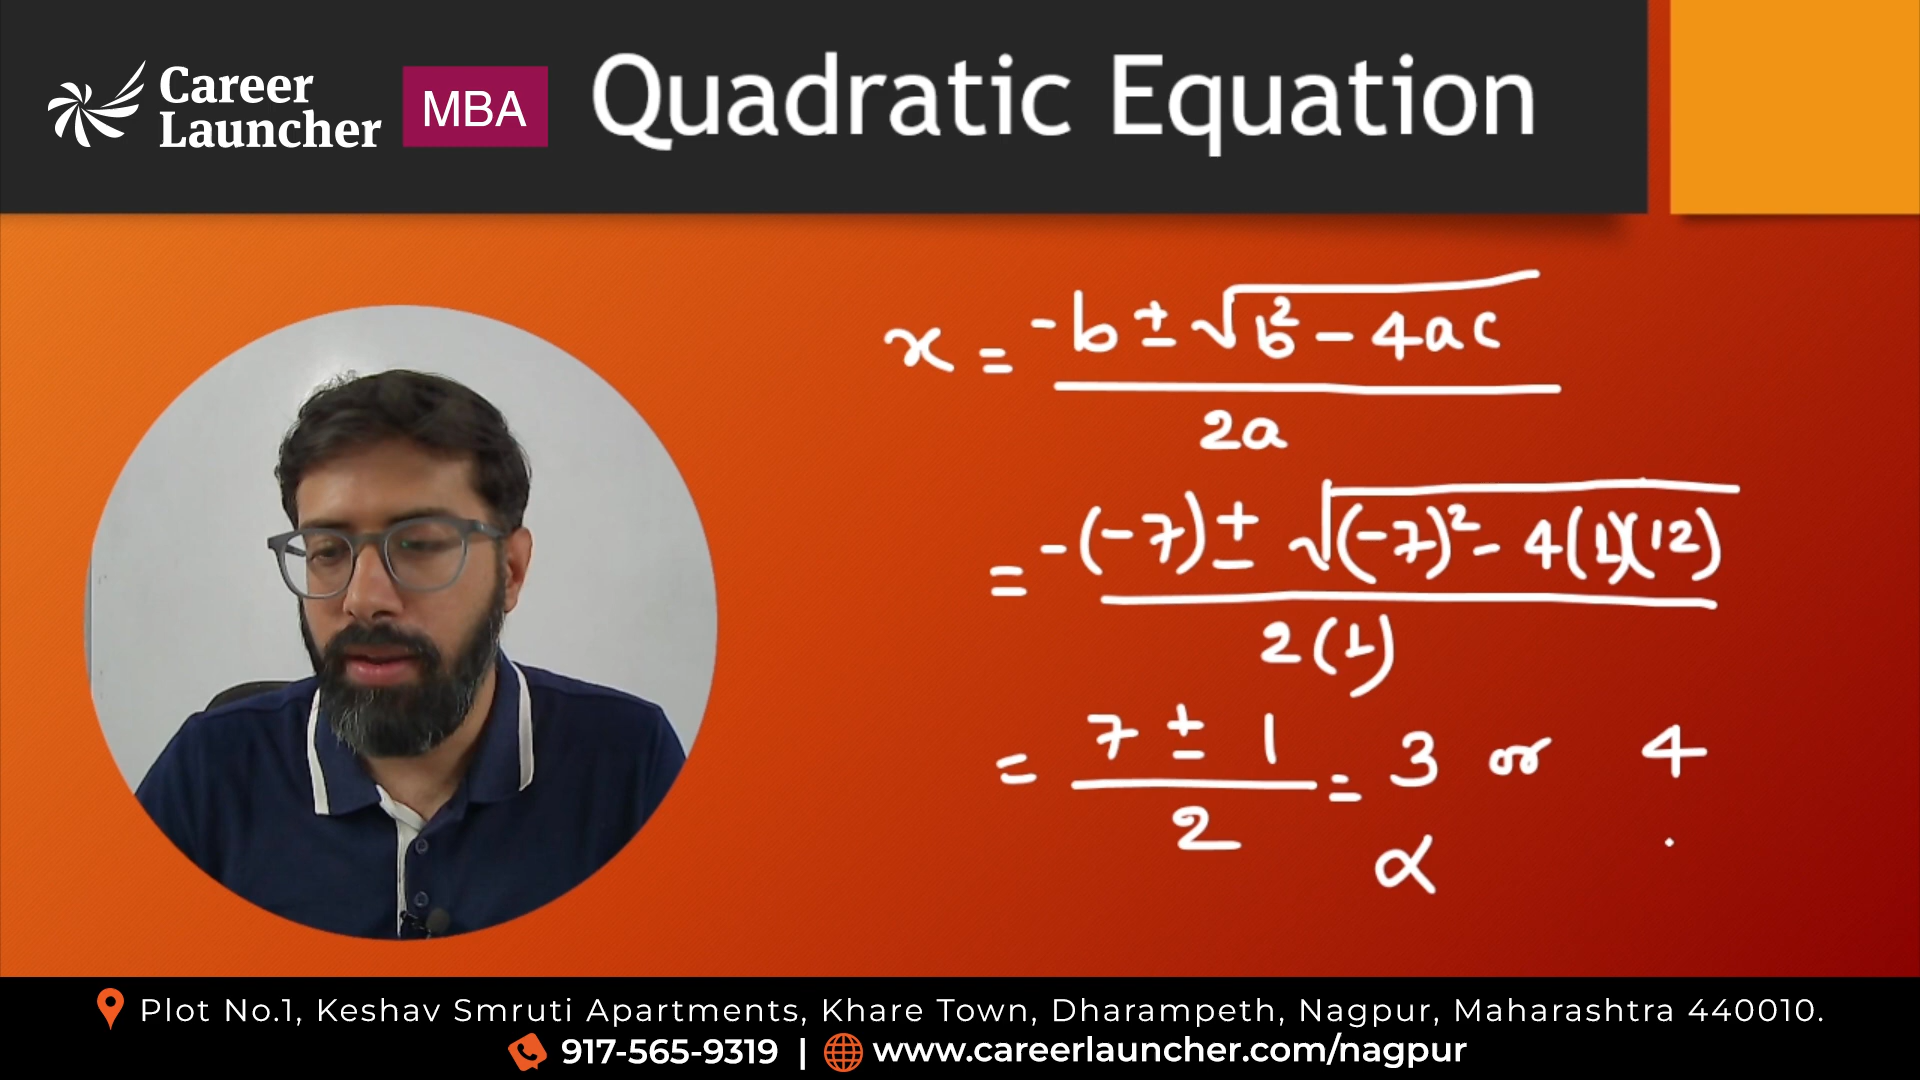 Career
Launcher
MBA
Quadratic Equation
x = -b ± √b² - 4ac
2a
= -(-7) ± √(-7)² - 4(1)(12)
2(1)
= 7 ± 1 = 3 or 4
2
α
Plot No.1, Keshav Smruti Apartments, Khare Town, Dharampeth, Nagpur, Maharashtra 440010.
917-565-9319 | www.careerlauncher.com/nagpur